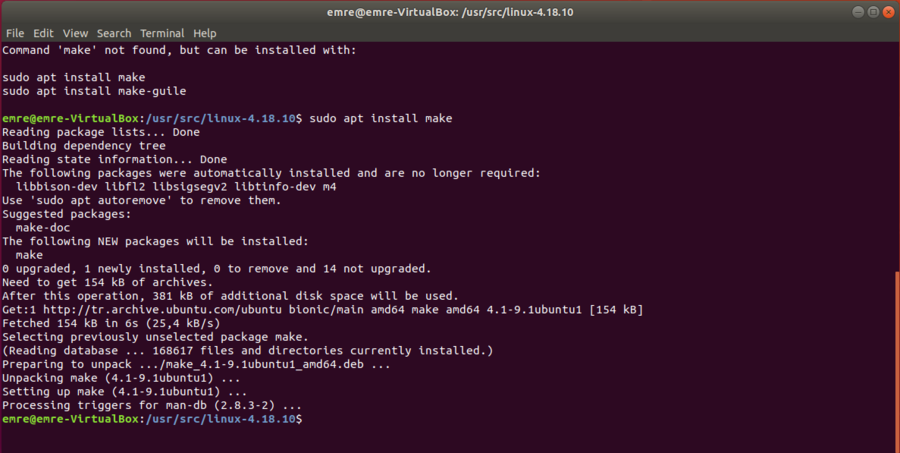 emre@emre-VirtualBox: /usr/src/linux-4.18.10
File Edit View Search Terminal Help
Command 'make' not found, but can be installed with:
sudo apt install make
sudo apt install make-guile
emre@emre-VirtualBox:/usr/src/linux-4.18.10$ sudo apt install make
Reading package lists... Done
Building dependency tree
Reading state information... Done
The following packages were automatically installed and are no longer required:
  libbison-dev libfl2 libsigsegv2 libtinfo-dev m4
Use 'sudo apt autoremove' to remove them.
Suggested packages:
  make-doc
The following NEW packages will be installed:
  make
0 upgraded, 1 newly installed, 0 to remove and 14 not upgraded.
Need to get 154 kB of archives.
After this operation, 381 kB of additional disk space will be used.
Get:1 http://tr.archive.ubuntu.com/ubuntu bionic/main amd64 make amd64 4.1-9.1ubuntu1 [154 kB]
Fetched 154 kB in 6s (25,4 kB/s)
Selecting previously unselected package make.
(Reading database ... 168617 files and directories currently installed.)
Preparing to unpack .../make_4.1-9.1ubuntu1_amd64.deb ...
Unpacking make (4.1-9.1ubuntu1) ...
Setting up make (4.1-9.1ubuntu1) ...
Processing triggers for man-db (2.8.3-2) ...
emre@emre-VirtualBox:/usr/src/linux-4.18.10$